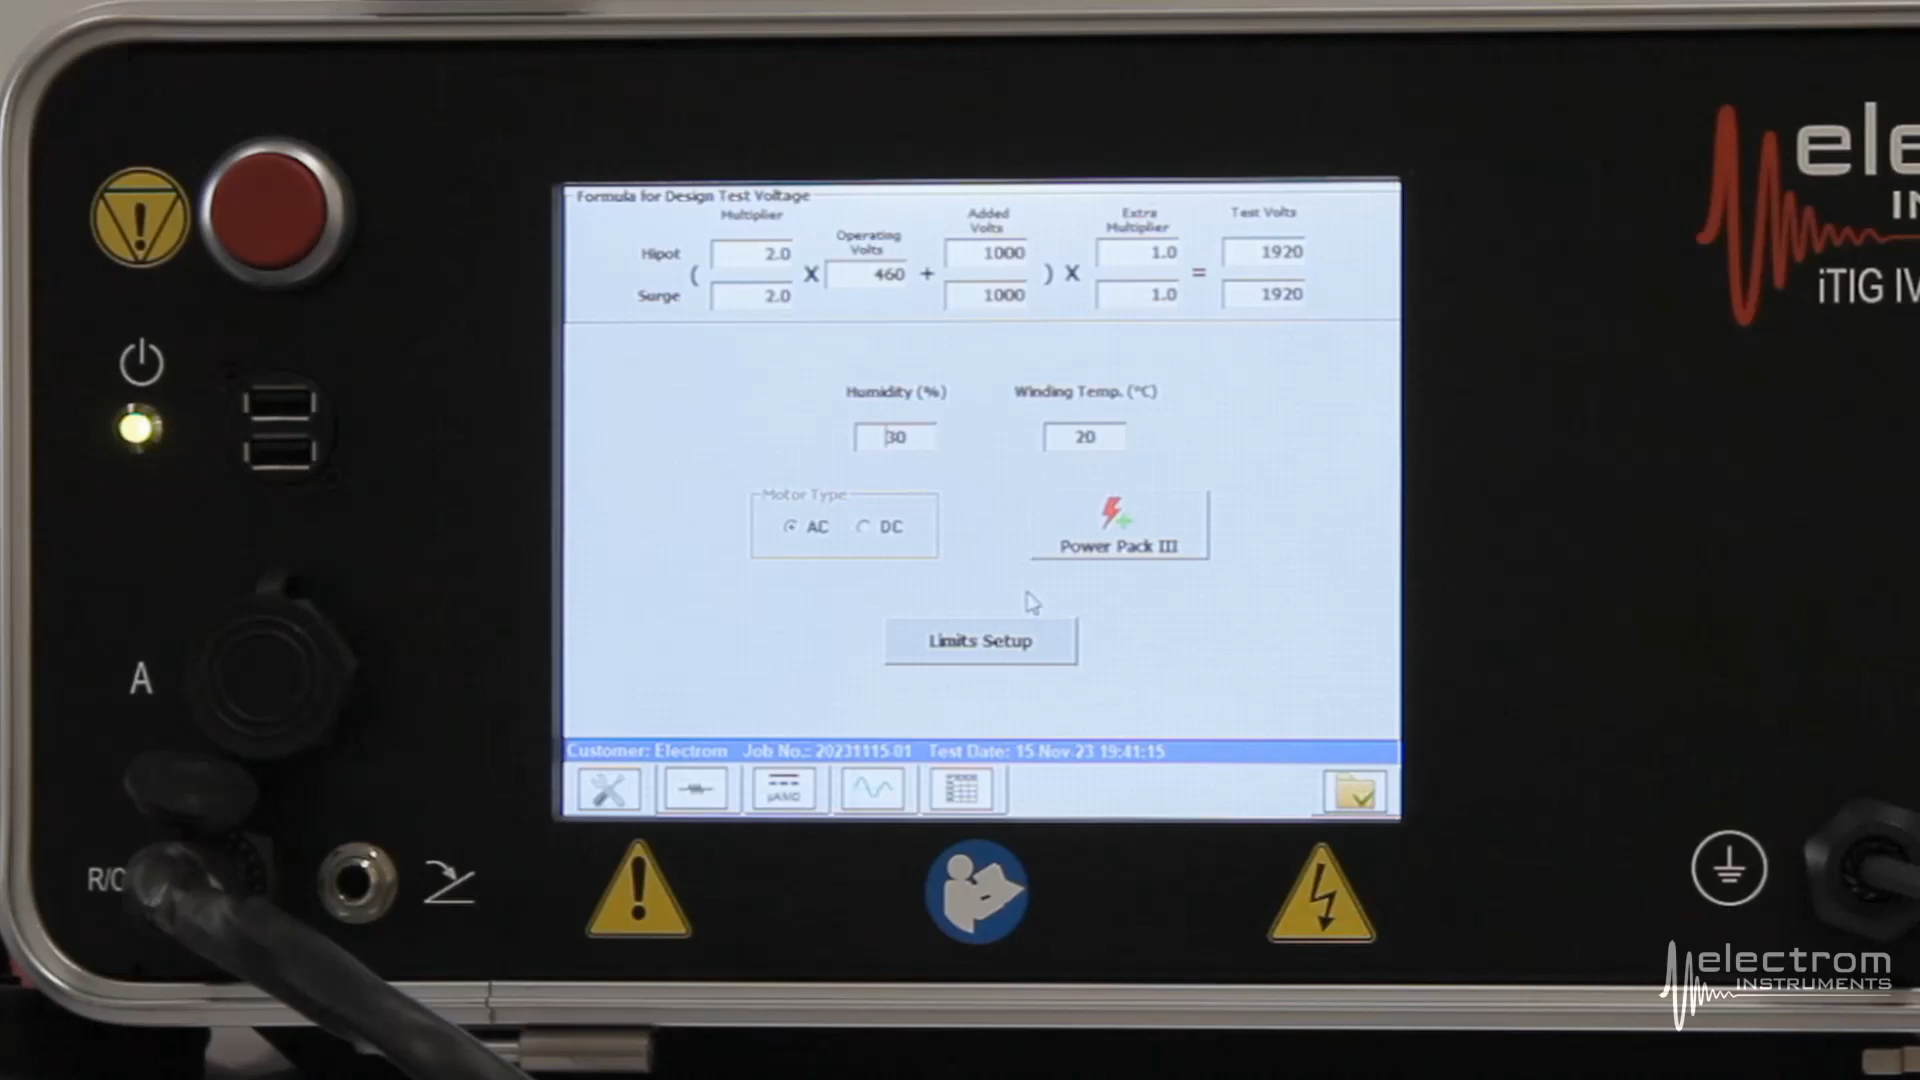 Formula for Design Test Voltage
Multiplier
Operating Volts
Added Volts
Extra Multiplier
Test Volts
Hipot
Surge
( 2.0 X 460 + 1000 ) X 1.0 = 1920
2.0 1000 1.0 1920
Humidity (%)
Winding Temp. (°C)
30
20
Motor Type
AC
DC
Power Pack III
Limits Setup
Customer: Electrom Job No.: 20231115 01 Test Date: 15 Nov 23 19:41:15
iTIG IV
A
electrom
INSTRUMENTS